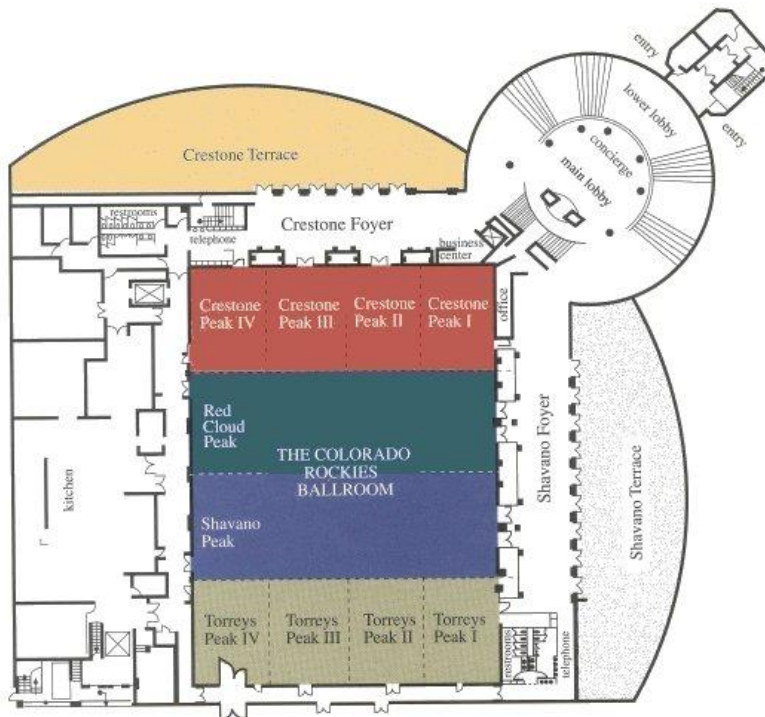 entry
lower lobby
entry
concierge
main lobby
Crestone Terrace
restrooms
telephone
Crestone Foyer
business
center
office
Crestone
Peak IV
Crestone
Peak III
Crestone
Peak II
Crestone
Peak I
Red
Cloud
Peak
THE COLORADO
ROCKIES
BALLROOM
Shavano
Peak
kitchen
Shavano Foyer
Shavano Terrace
Torreys
Peak IV
Torreys
Peak III
Torreys
Peak II
Torreys
Peak I
restrooms
telephone